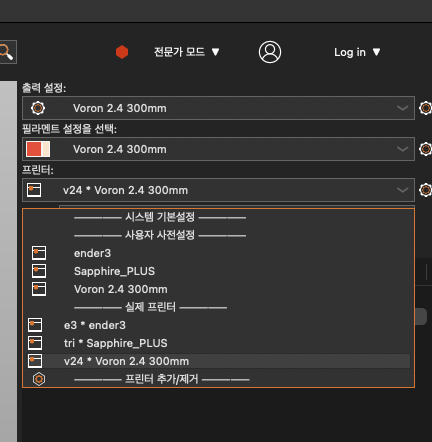 전문가 모드 ▼
Log in ▼
출력 설정:
Voron 2.4 300mm
필라멘트 설정을 선택:
Voron 2.4 300mm
프린터:
v24 * Voron 2.4 300mm
———— 시스템 기본설정 ————
———— 사용자 사전설정 ————
ender3
Sapphire_PLUS
Voron 2.4 300mm
———— 실제 프린터 ————
e3 * ender3
tri * Sapphire_PLUS
v24 * Voron 2.4 300mm
———— 프린터 추가/제거 ————